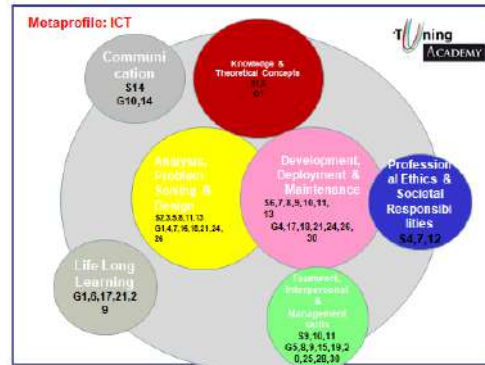 Metaprofile: ICT
Tuning
ACADEMY
Communi
cation
S14
G10,14
Knowledge &
Theoretical Concepts
Analysis,
Problem
Solving &
Design
S2,3,5,8,11,13
G1,4,7,16,18,21,24,
26
Development,
Deployment &
Maintenance
S6,7,8,9,10,11,
13
G4,17,18,21,24,26,
30
Profession
al Ethics &
Societal
Responsibi
lities
S4,7,12
Life Long
Learning
G1,6,17,21,2
9
Teamwork,
Interpersonal
&
Management
skills
S9,10,11
G5,8,9,15,19,2
0,25,28,30